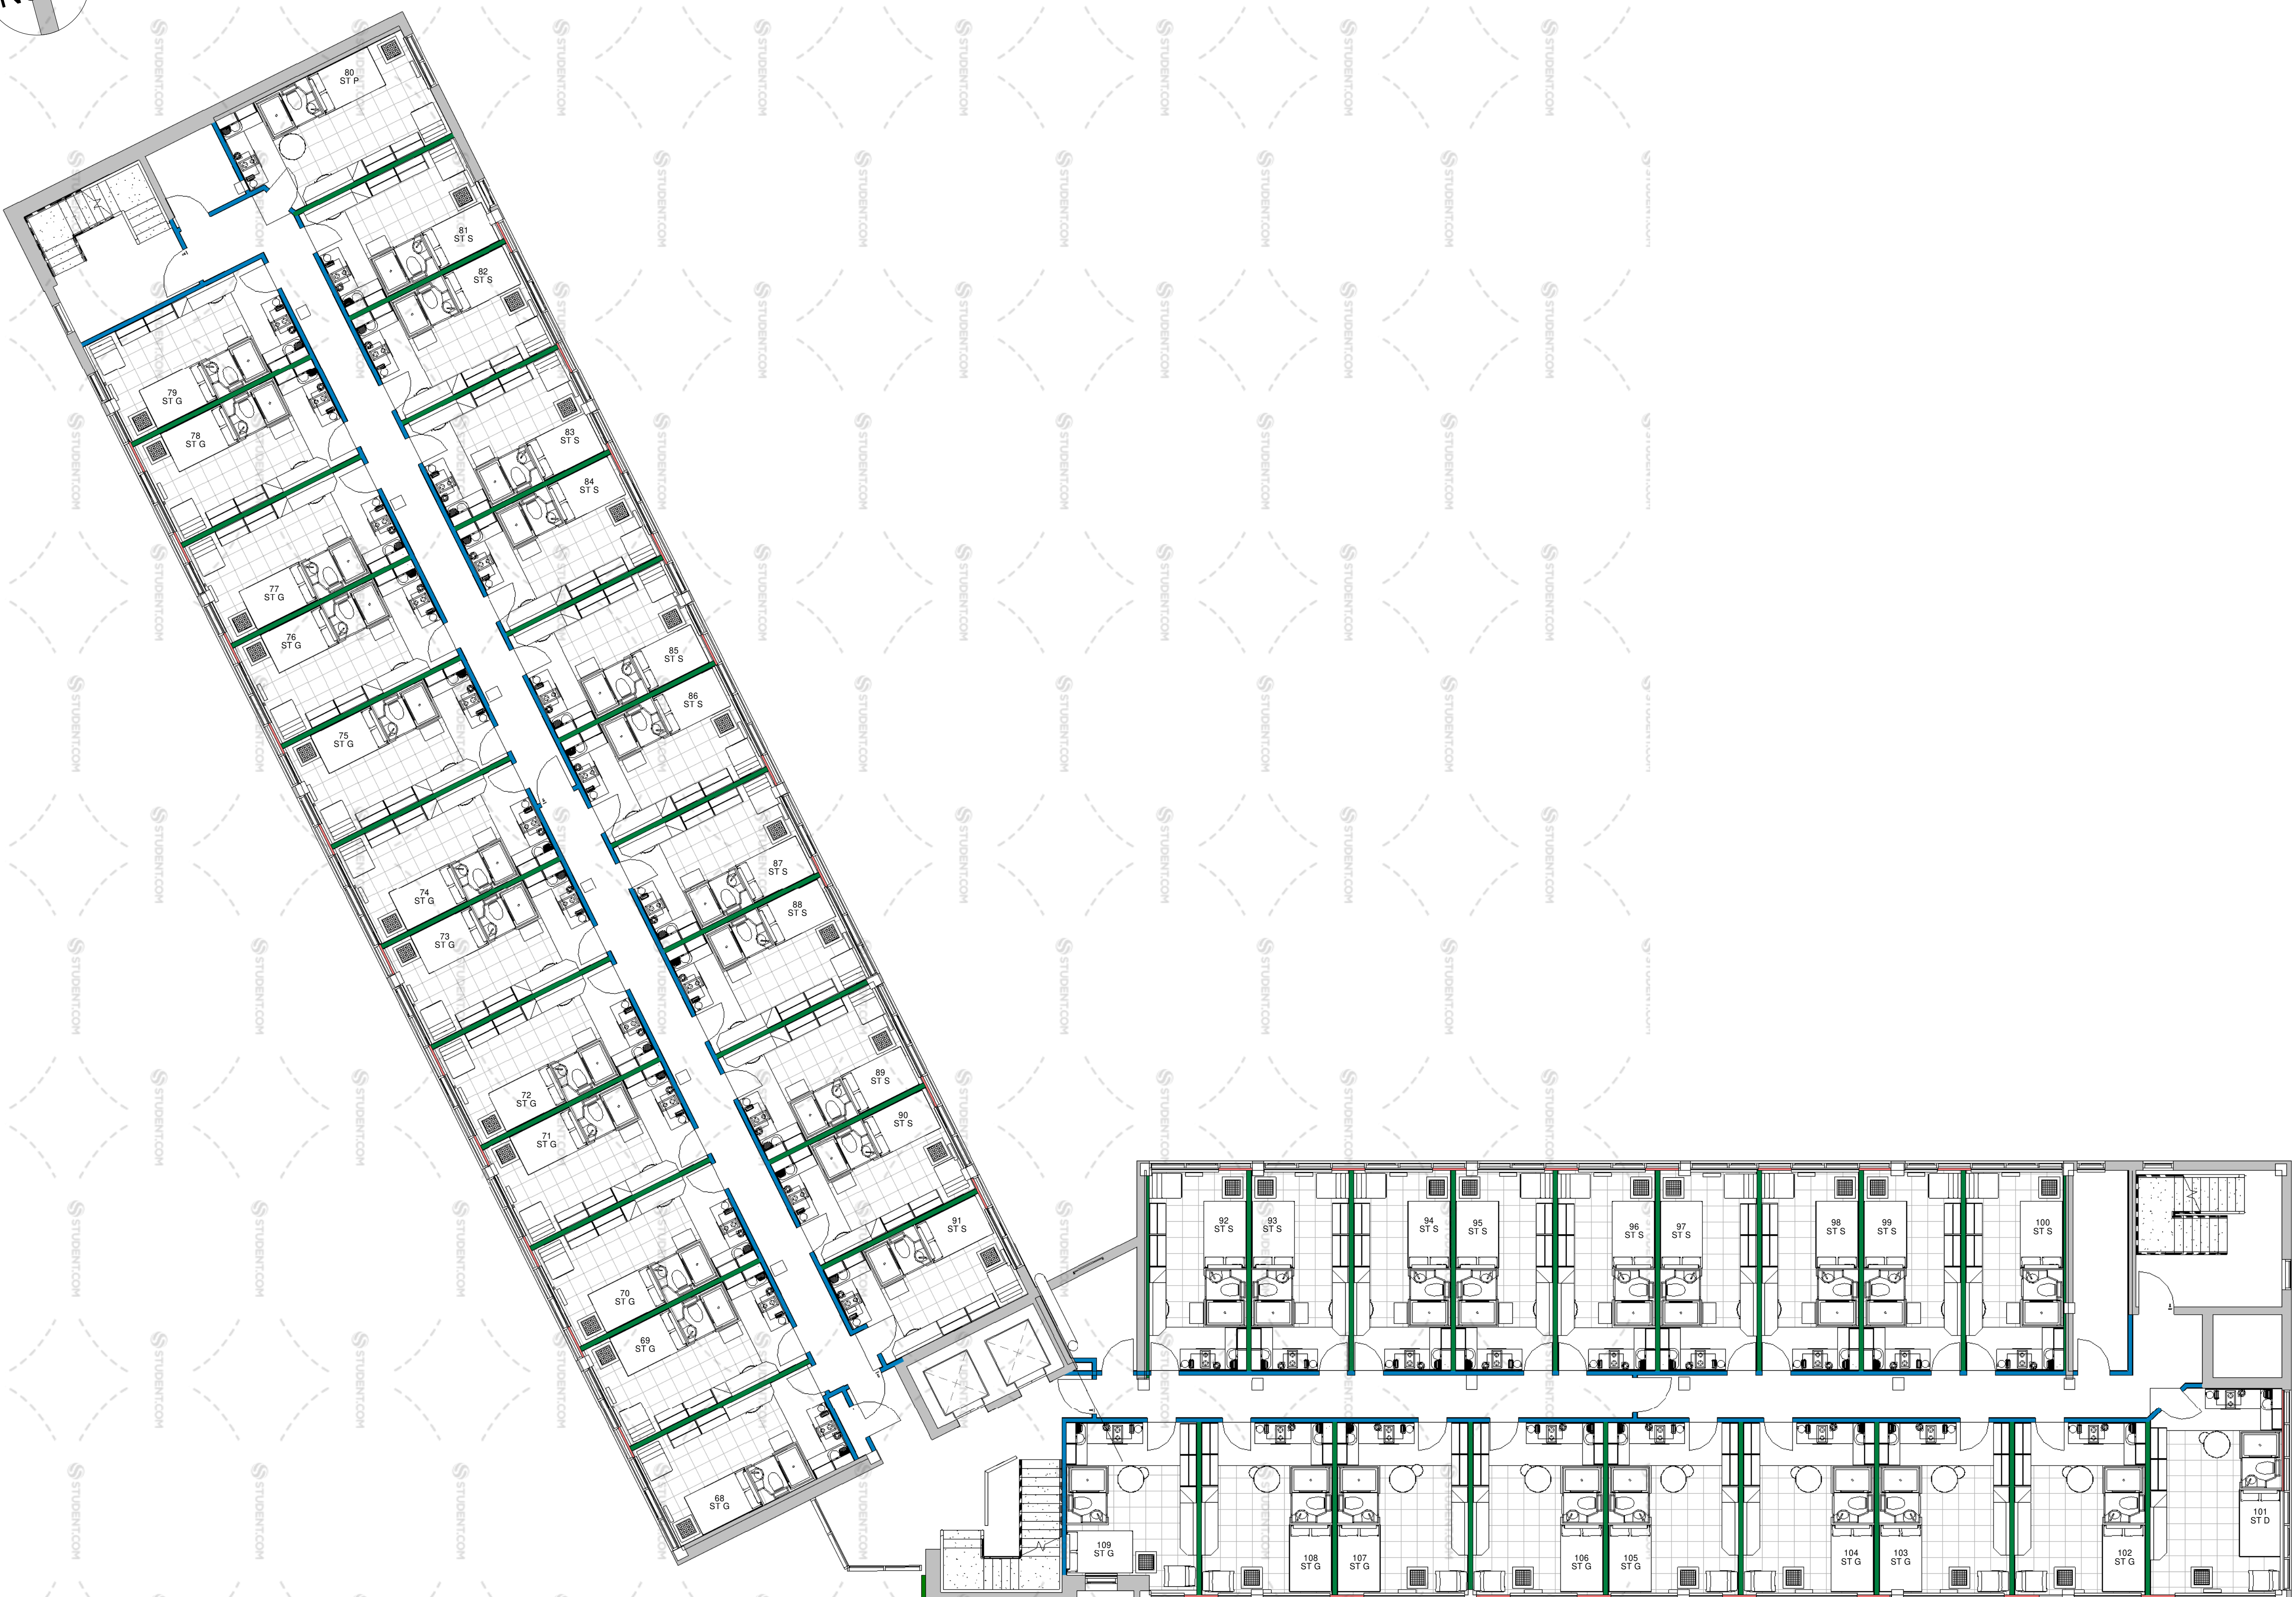 80
ST P
81
ST S
82
ST S
79
ST G
78
ST G
83
ST S
84
ST S
77
ST G
76
ST G
85
ST S
86
ST S
75
ST G
87
ST S
74
ST G
88
ST S
73
ST G
89
ST S
72
ST G
90
ST S
71
ST G
91
ST S
70
ST G
69
ST G
68
ST G
92
ST S
93
ST S
94
ST S
95
ST S
96
ST S
97
ST S
98
ST S
99
ST S
100
ST S
101
ST D
109
ST G
108
ST G
107
ST G
106
ST G
105
ST G
104
ST G
103
ST G
102
ST G
STUDENT.COM